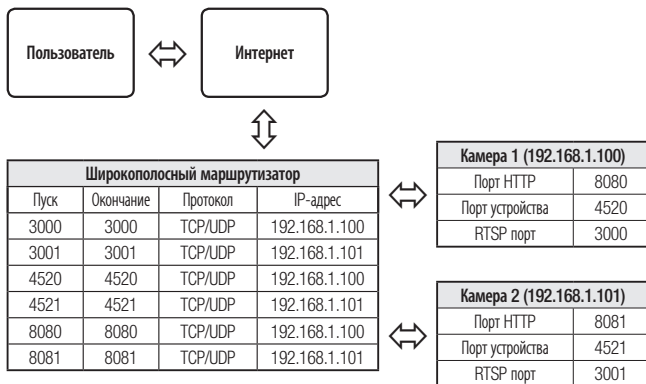 Пользователь
Интернет
Широкополосный маршрутизатор
Пуск Окончание Протокол IP-адрес
3000 3000 TCP/UDP 192.168.1.100
3001 3001 TCP/UDP 192.168.1.101
4520 4520 TCP/UDP 192.168.1.100
4521 4521 TCP/UDP 192.168.1.101
8080 8080 TCP/UDP 192.168.1.100
8081 8081 TCP/UDP 192.168.1.101
Камера 1 (192.168.1.100)
Порт HTTP 8080
Порт устройства 4520
RTSP порт 3000
Камера 2 (192.168.1.101)
Порт HTTP 8081
Порт устройства 4521
RTSP порт 3001